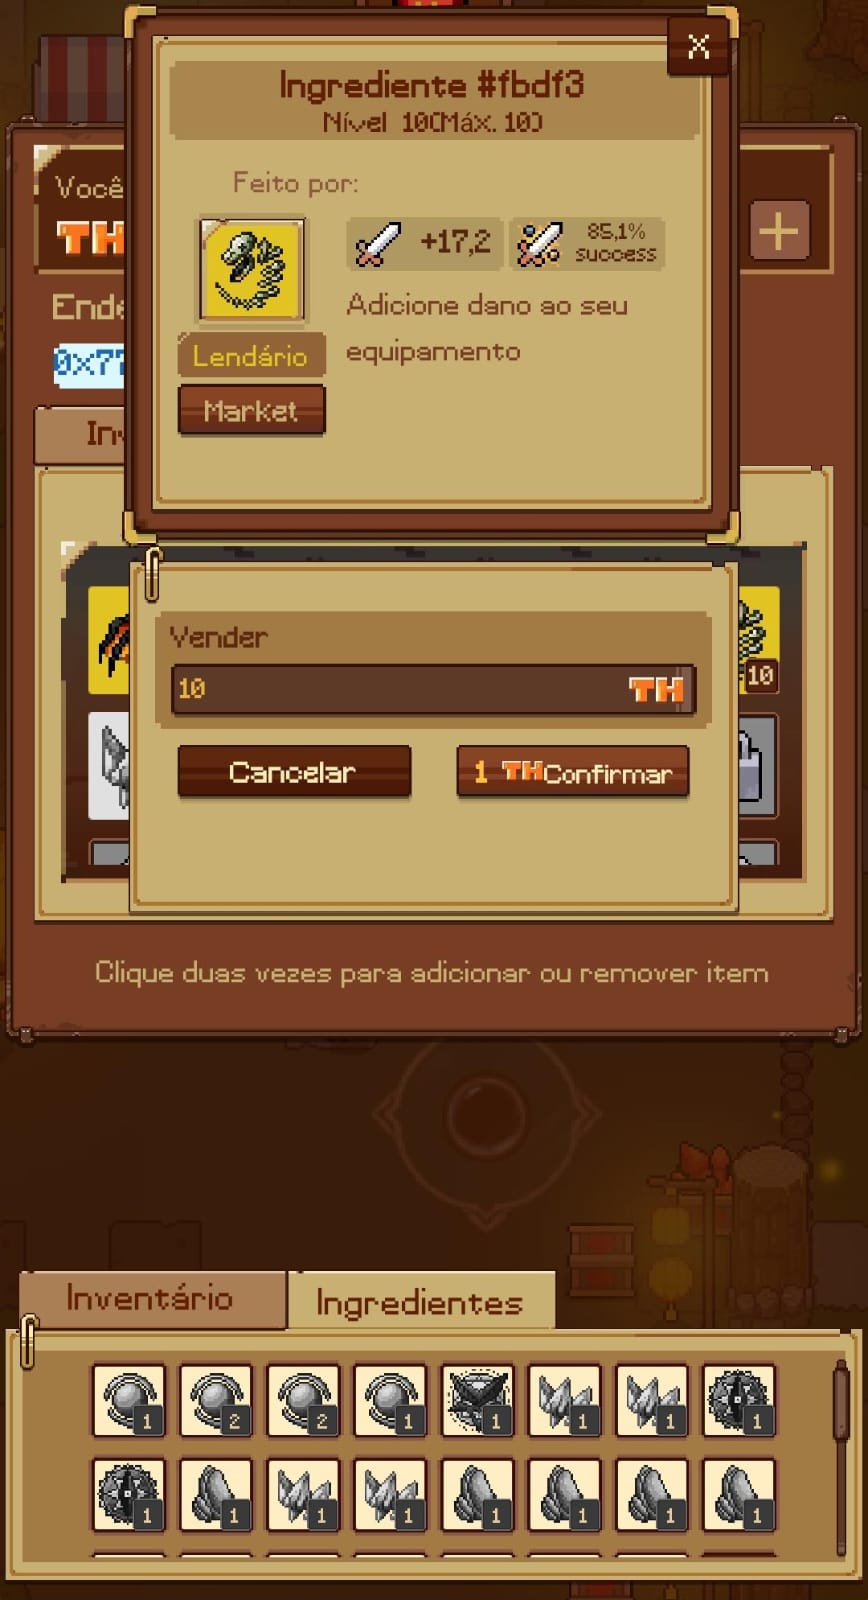 X
Ingrediente #fbdf3
Nível 10(Máx. 10)
Você
TH
Feito por:
+17,2
85,1%
success
Adicione dano ao seu
equipamento
Lendário
Market
0x77
Vender
10
TH
10
Cancelar
1 TH Confirmar
Clique duas vezes para adicionar ou remover item
Inventário
Ingredientes
1
2
2
1
1
1
1
1
1
1
1
1
1
1
1
1